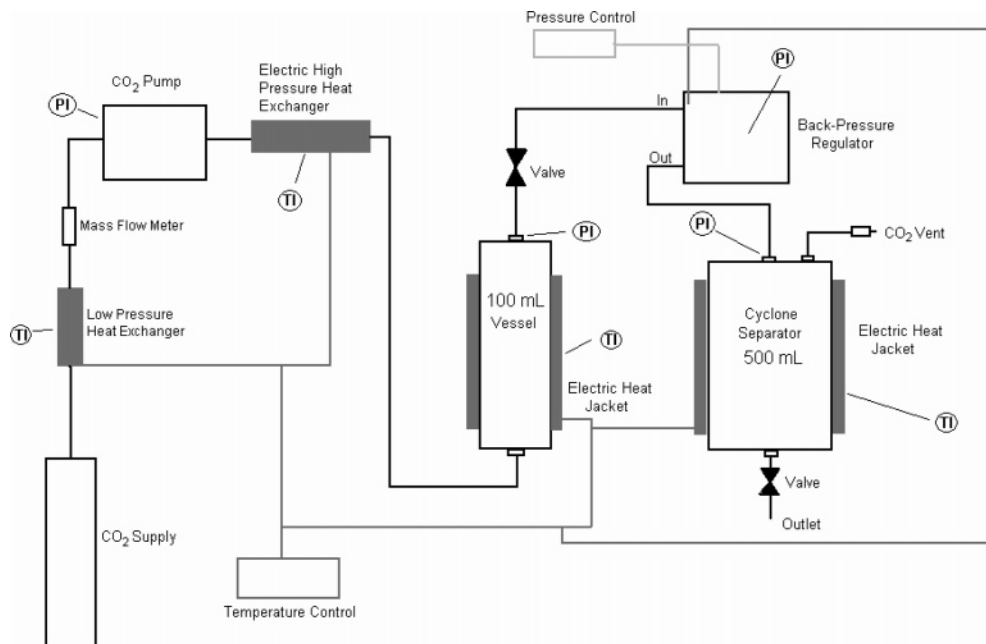 Pressure Control
CO2 Pump
PI
Electric High
Pressure Heat
Exchanger
TI
Mass Flow Meter
Low Pressure
Heat Exchanger
TI
CO2 Supply
Temperature Control
In
Out
PI
Back-Pressure
Regulator
Valve
PI
100 mL
Vessel
TI
Electric Heat
Jacket
PI
CO2 Vent
Cyclone
Separator
500 mL
Electric Heat
Jacket
TI
Valve
Outlet